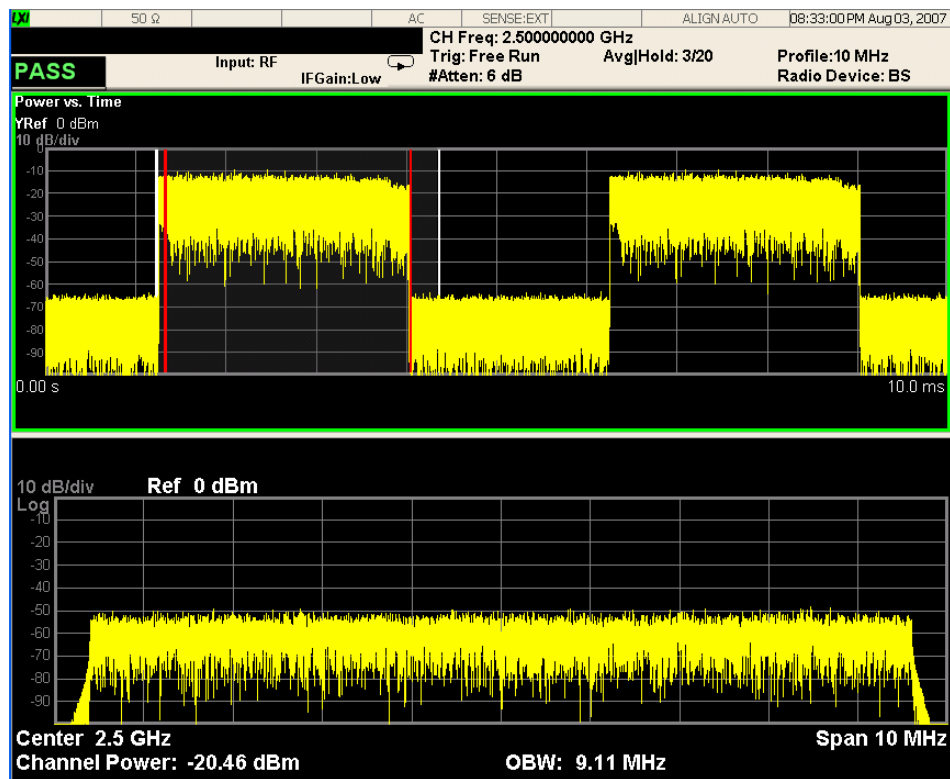 LXI 50 Ω AC SENSE:EXT ALIGN AUTO 08:33:00 PM Aug 03, 2007
CH Freq: 2.500000000 GHz
PASS Input: RF Trig: Free Run Avg|Hold: 3/20 Profile:10 MHz
IFGain:Low #Atten: 6 dB Radio Device: BS
Power vs. Time
YRef 0 dBm
10 dB/div
0
-10
-20
-30
-40
-50
-60
-70
-80
-90
0.00 s 10.0 ms
10 dB/div Ref 0 dBm
Log
-10
-20
-30
-40
-50
-60
-70
-80
-90
Center 2.5 GHz Span 10 MHz
Channel Power: -20.46 dBm OBW: 9.11 MHz